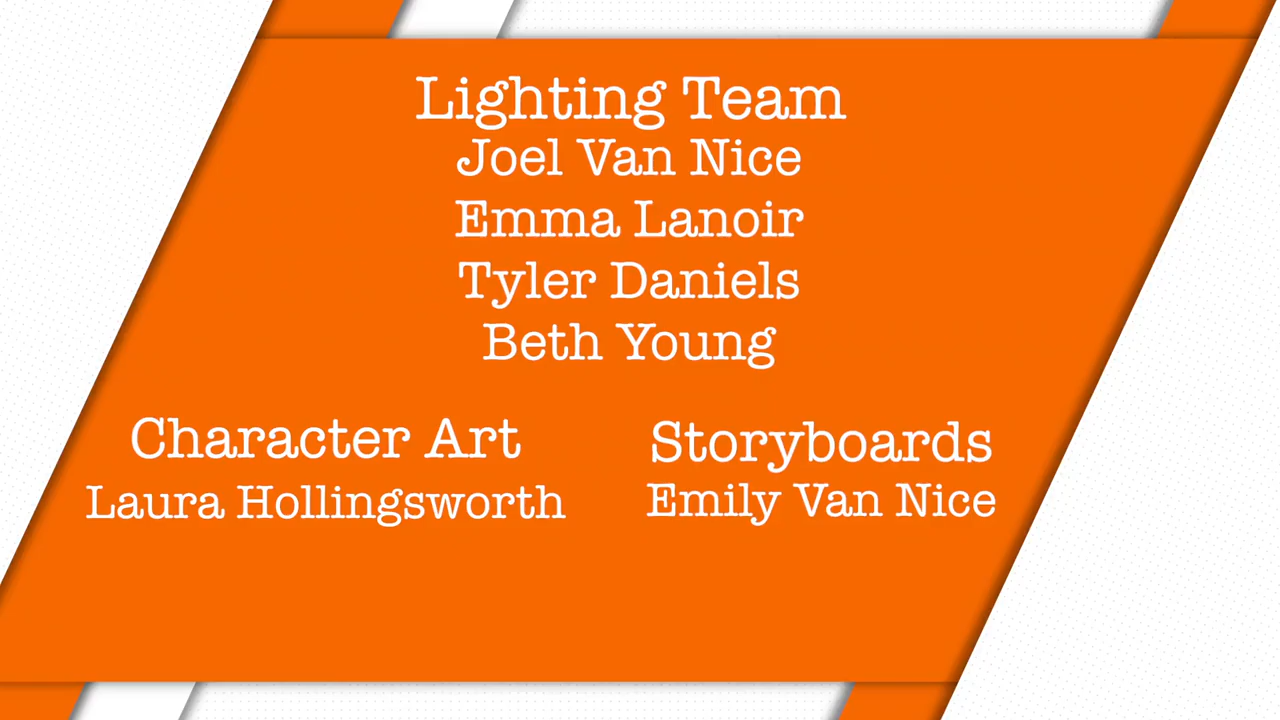 Lighting Team
Joel Van Nice
Emma Lanoir
Tyler Daniels
Beth Young
Character Art
Laura Hollingsworth
Storyboards
Emily Van Nice